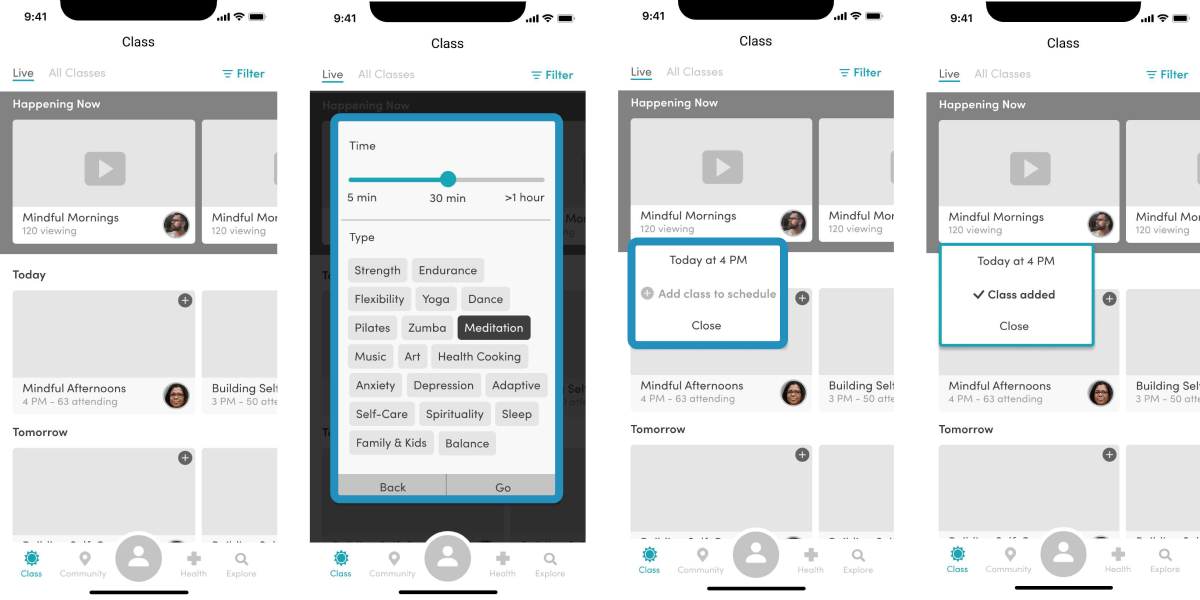 9:41
Class
Live All Classes Filter
Happening Now
Mindful Mornings
120 viewing
Mindful Mor
120 viewing
Today
Mindful Afternoons
4 PM - 63 attending
Building Self
3 PM - 50 atte
Tomorrow
Class Community Health Explore
9:41
Class
Live All Classes Filter
Happening Now
Time
5 min 30 min >1 hour
Type
Strength Endurance
Flexibility Yoga Dance
Pilates Zumba Meditation
Music Art Health Cooking
Anxiety Depression Adaptive
Self-Care Spirituality Sleep
Family & Kids Balance
Back Go
Class Community Health Explore
9:41
Class
Live All Classes Filter
Happening Now
Mindful Mornings
120 viewing
Mindful Mor
120 viewing
Today at 4 PM
Add class to schedule
Close
Mindful Afternoons
4 PM - 63 attending
Building Self
3 PM - 50 atte
Tomorrow
Class Community Health Explore
9:41
Class
Live All Classes Filter
Happening Now
Mindful Mornings
120 viewing
Mindful Mor
120 viewing
Today at 4 PM
Class added
Close
Mindful Afternoons
4 PM - 63 attending
Building Self
3 PM - 50 atte
Tomorrow
Class Community Health Explore